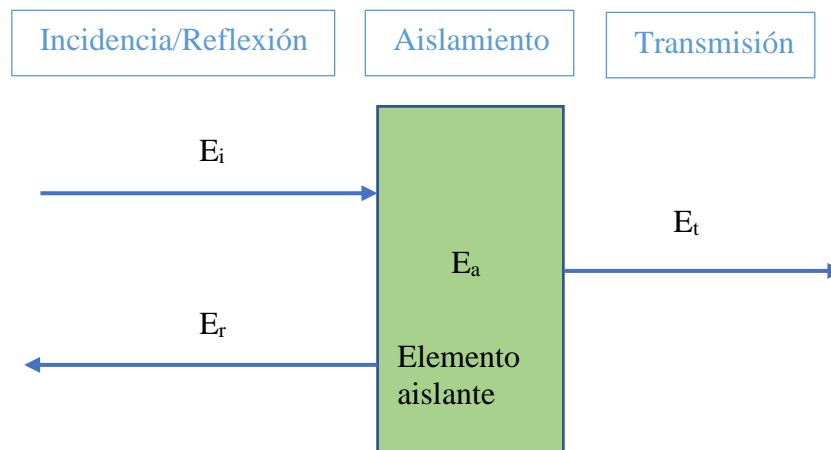 Incidencia/Reflexión
Aislamiento
Transmisión
Ei
Et
Ea
Er
Elemento
aislante